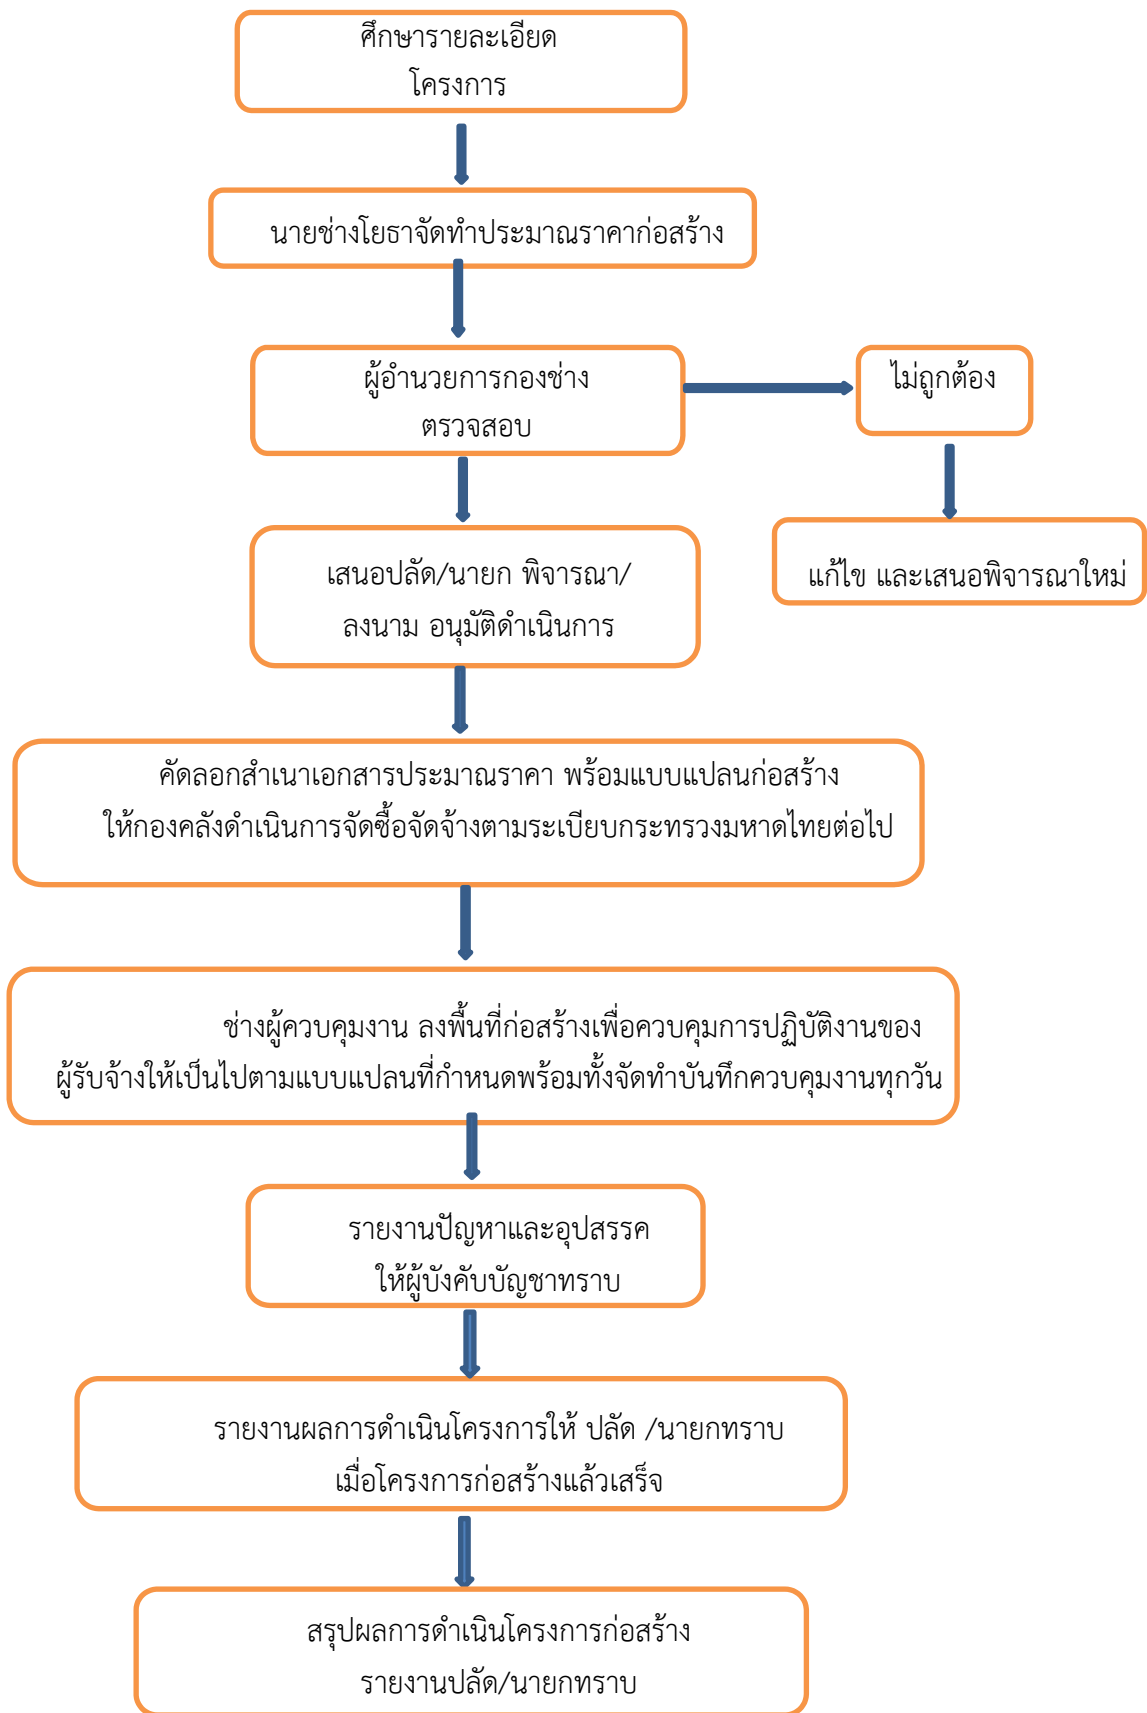 ศึกษารายละเอียด
โครงการ
นายช่างโยธาจัดทำประมาณราคาก่อสร้าง
ผู้อำนวยการกองช่าง
ตรวจสอบ
ไม่ถูกต้อง
เสนอปลัด/นายก พิจารณา/
ลงนาม อนุมัติดำเนินการ
แก้ไข และเสนอพิจารณาใหม่
คัดลอกสำเนาเอกสารประมาณราคา พร้อมแบบแปลนก่อสร้าง
ให้กองคลังดำเนินการจัดซื้อจัดจ้างตามระเบียบกระทรวงมหาดไทยต่อไป
ช่างผู้ควบคุมงาน ลงพื้นที่ก่อสร้างเพื่อควบคุมการปฏิบัติงานของ
ผู้รับจ้างให้เป็นไปตามแบบแปลนที่กำหนดพร้อมทั้งจัดทำบันทึกควบคุมงานทุกวัน
รายงานปัญหาและอุปสรรค
ให้ผู้บังคับบัญชาทราบ
รายงานผลการดำเนินโครงการให้ ปลัด /นายกทราบ
เมื่อโครงการก่อสร้างแล้วเสร็จ
สรุปผลการดำเนินโครงการก่อสร้าง
รายงานปลัด/นายกทราบ